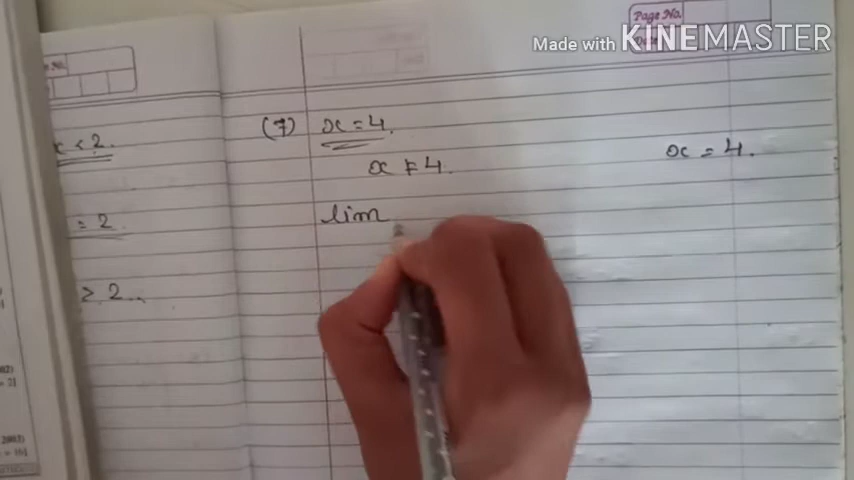 Made with KINEMASTER
Page No.
x < 2.
= 2
> 2..
(7) x = 4.
x ≠ 4.
x = 4.
lim